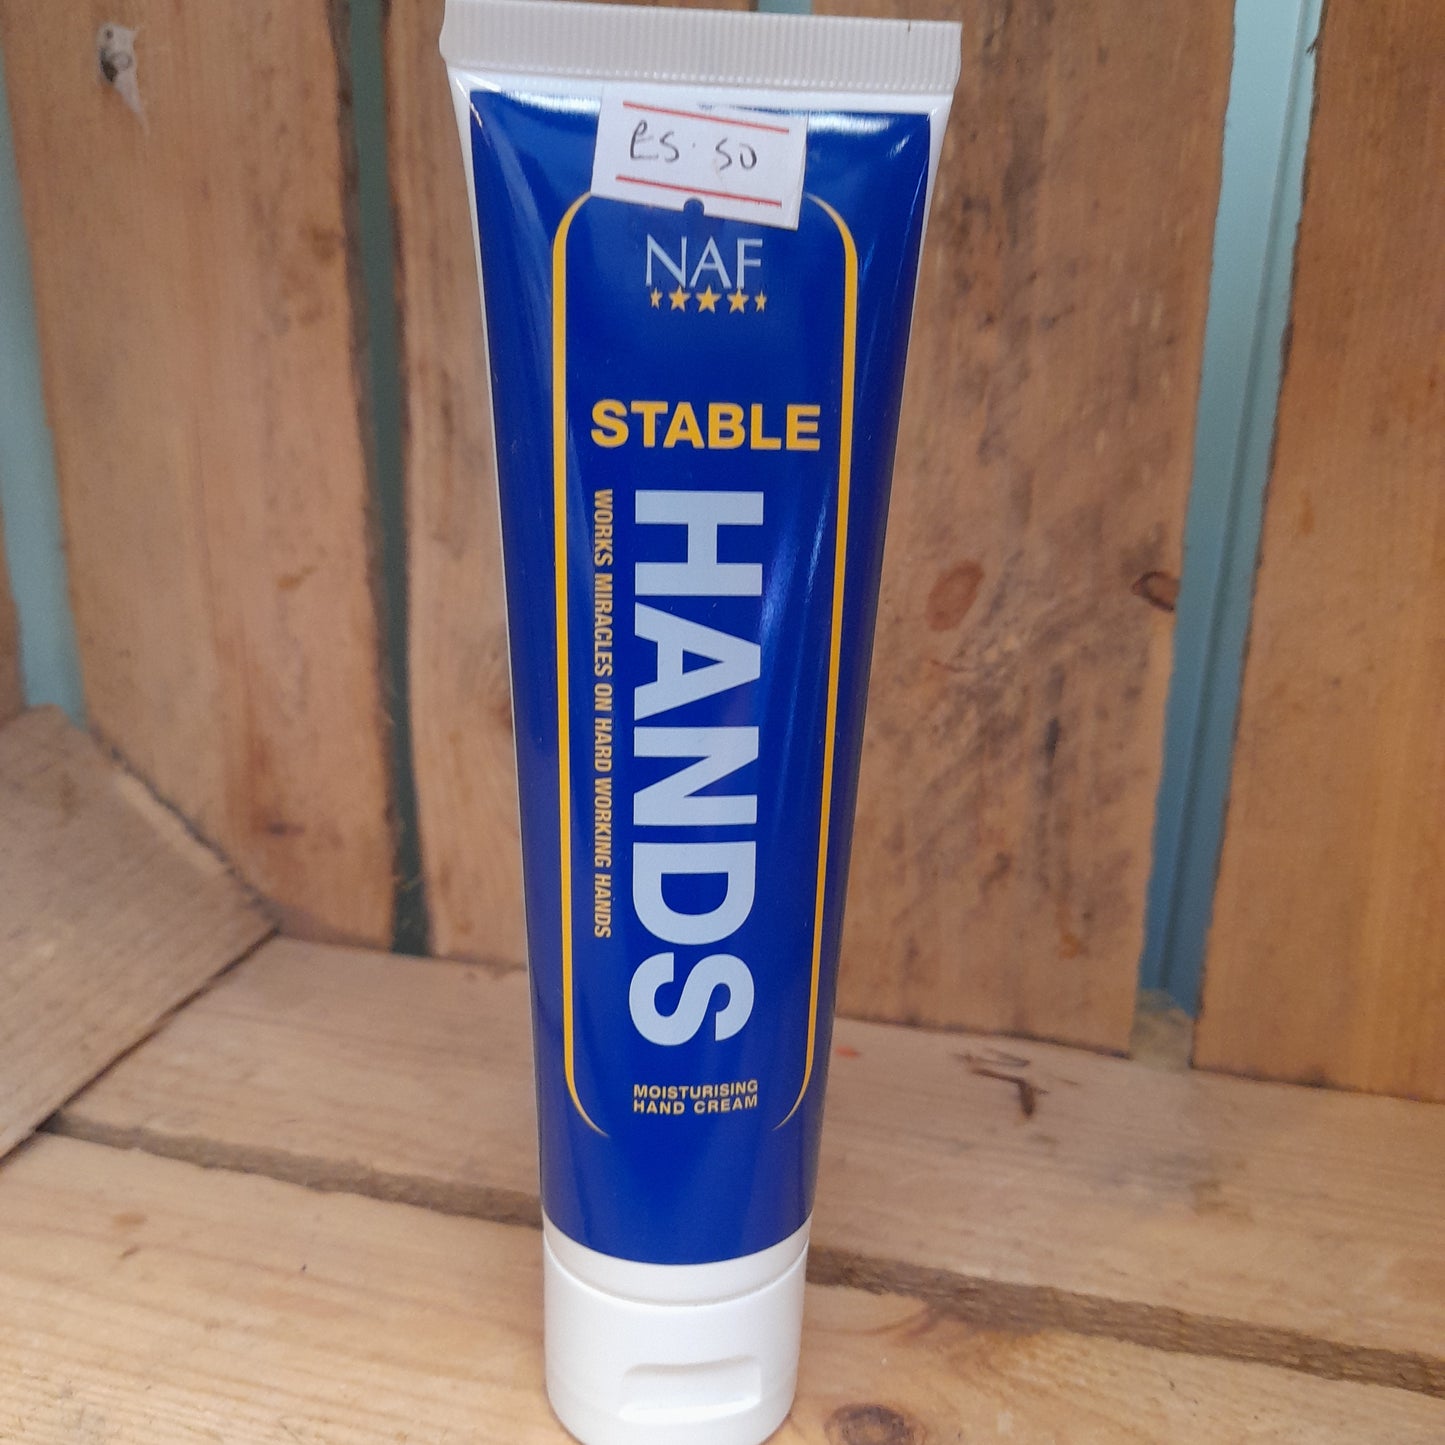 £5.50
NAF
STABLE
HANDS
WORKS MIRACLES ON HARD WORKING HANDS
MOISTURISING
HAND CREAM